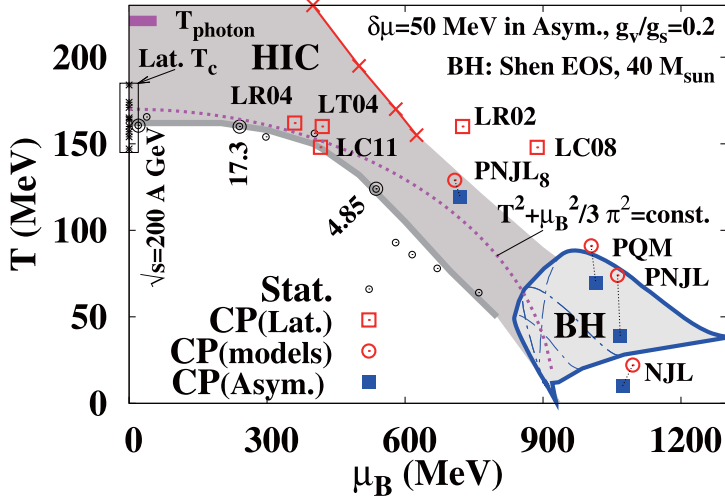 T_photon
δμ=50 MeV in Asym., g_v/g_s=0.2
HIC
Lat. T_c
BH: Shen EOS, 40 M_sun
200
LR04
LT04
LR02
150
LC11
LC08
√s=200 A GeV
17.3
PNJL_8
4.85
T^2+μ_B^2/3 π^2=const.
T (MeV)
100
PQM
PNJL
Stat.
50
CP(Lat.)
BH
CP(models)
NJL
CP(Asym.)
0
0
300
600
900
1200
μ_B (MeV)